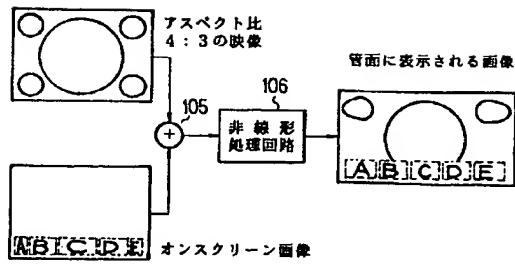 アスペクト比
4:3の映像
管面に表示される画像
105
106
非線形
処理回路
+
A B C D E
A B C D E
オンスクリーン画像